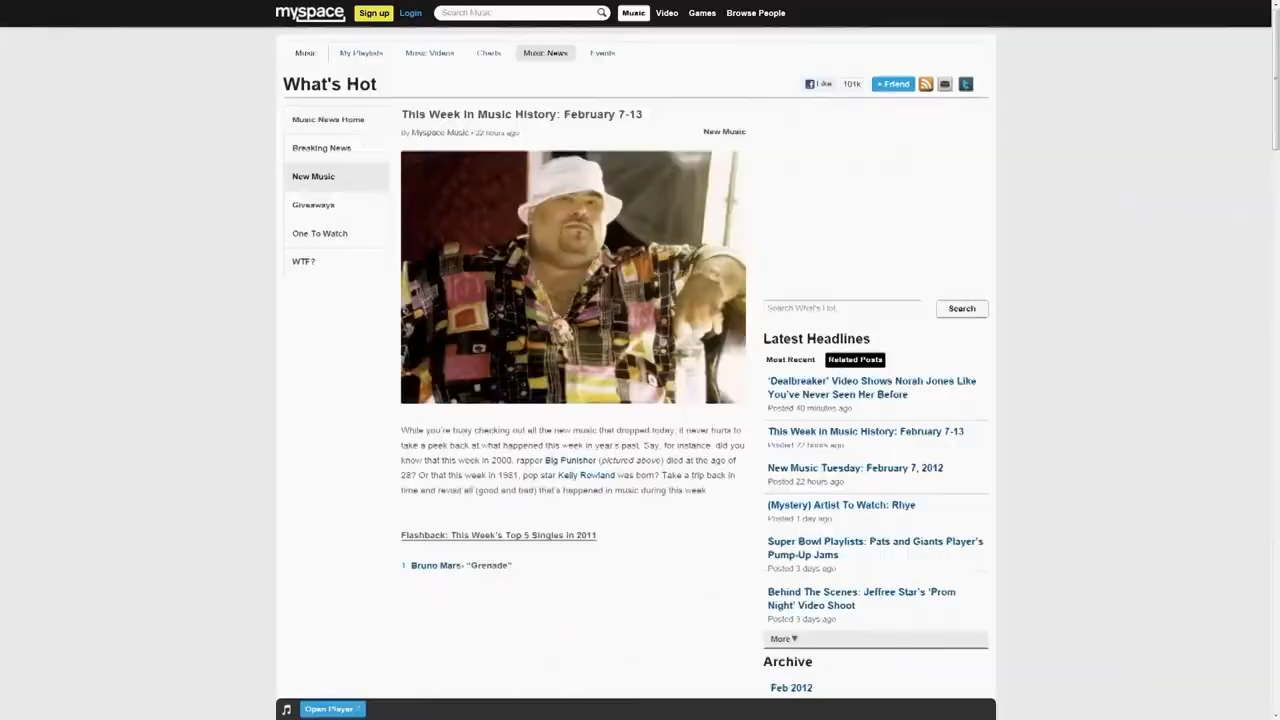 myspace. Sign up Login Search Music Music Video Games Browse People
Music My Playlists Music Videos Charts Music News Events
What's Hot
Like 101k + Friend
Music News Home
Breaking News
New Music
Giveaways
One To Watch
WTF?
This Week In Music History: February 7-13
By Myspace Music • 22 hours ago
New Music
While you're busy checking out all the new music that dropped today, it never hurts to
take a peek back at what happened this week in year's past. Say, for instance, did you
know that this week in 2000, rapper Big Punisher (pictured above) died at the age of
28? Or that this week in 1981, pop star Kelly Rowland was born? Take a trip back in
time and revisit all (good and bad) that's happened in music during this week
Flashback: This Week's Top 5 Singles in 2011
1 Bruno Mars- "Grenade"
Search What's Hot. Search
Latest Headlines
Most Recent Related Posts
'Dealbreaker' Video Shows Norah Jones Like
You've Never Seen Her Before
Posted 40 minutes ago
This Week in Music History: February 7-13
Posted 22 hours ago
New Music Tuesday: February 7, 2012
Posted 22 hours ago
(Mystery) Artist To Watch: Rhye
Posted 1 day ago
Super Bowl Playlists: Pats and Giants Player's
Pump-Up Jams
Posted 3 days ago
Behind The Scenes: Jeffree Star's 'Prom
Night' Video Shoot
Posted 3 days ago
More ▼
Archive
Feb 2012
Open Player